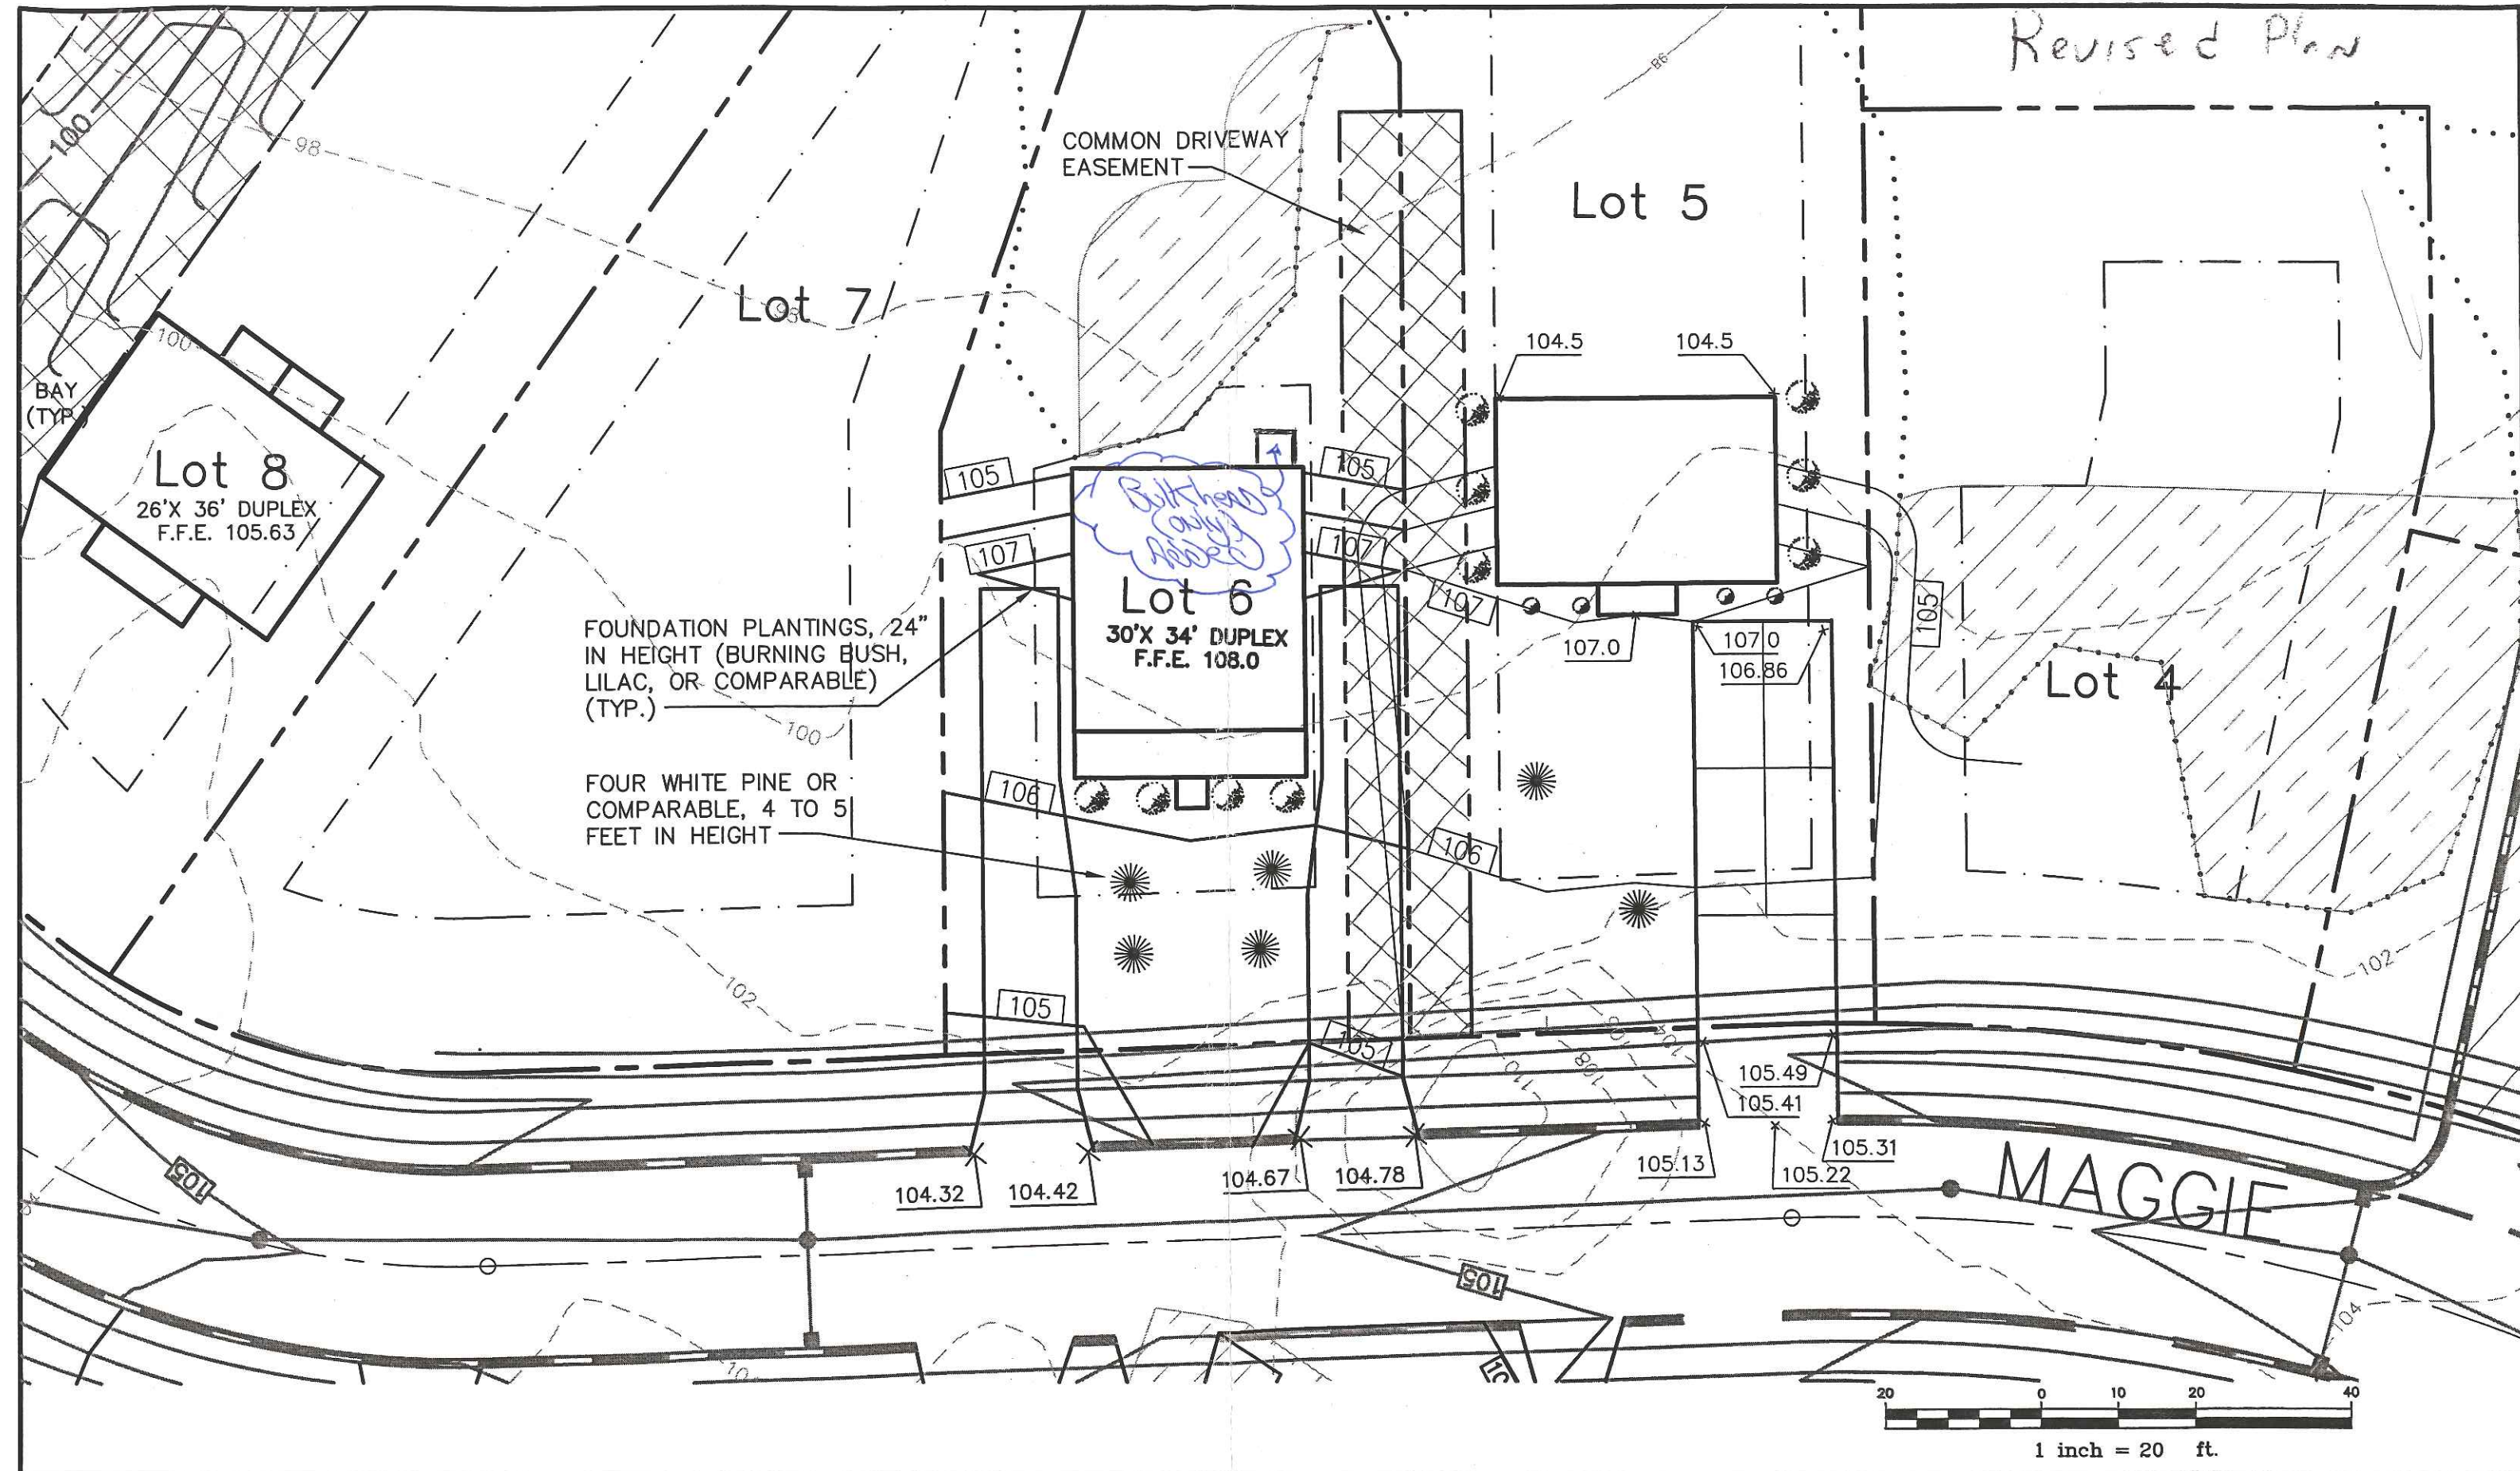 Revised Plan
100
98
86
COMMON DRIVEWAY
EASEMENT
Lot 5
Lot 7
98
104.5
104.5
100
BAY
(TYP.)
Lot 8
26'X 36' DUPLEX
F.F.E. 105.63
105
105
Bulkhead
(only)
Added
107
107
Lot 6
30'X 34' DUPLEX
F.F.E. 108.0
107
105
FOUNDATION PLANTINGS, 24"
IN HEIGHT (BURNING BUSH,
LILAC, OR COMPARABLE)
(TYP.)
107.0
107.0
106.86
Lot 4
100
FOUR WHITE PINE OR
COMPARABLE, 4 TO 5
FEET IN HEIGHT
106
106
102
102
105
105
108
110
105.49
105.41
105.13
105.22
105.31
104.32
104.42
104.67
104.78
MAGGIE
105
105
104
20 0 10 20 40
1 inch = 20 ft.